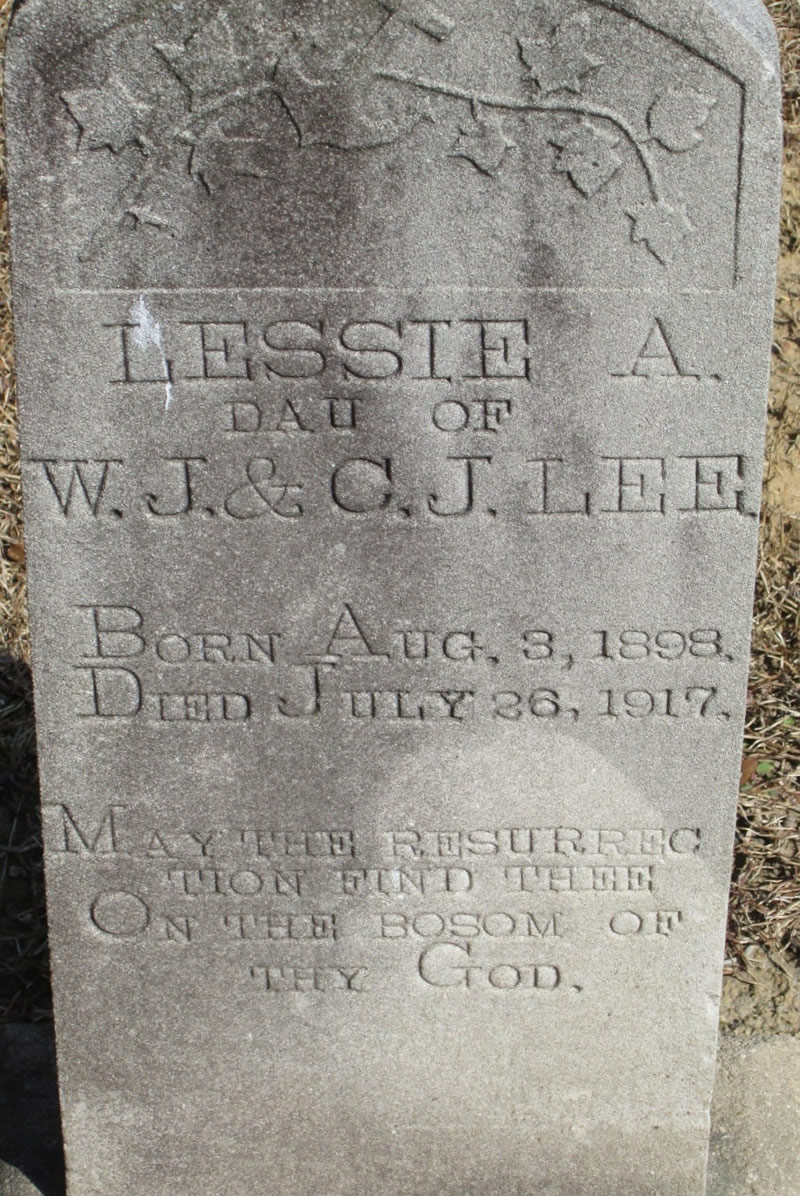 LESSIE A.
DAU OF
W. J. & C. J. LEE.
BORN AUG. 3, 1898.
DIED JULY 26, 1917.
MAY THE RESURREC
TION FIND THEE
ON THE BOSOM OF
THY GOD.